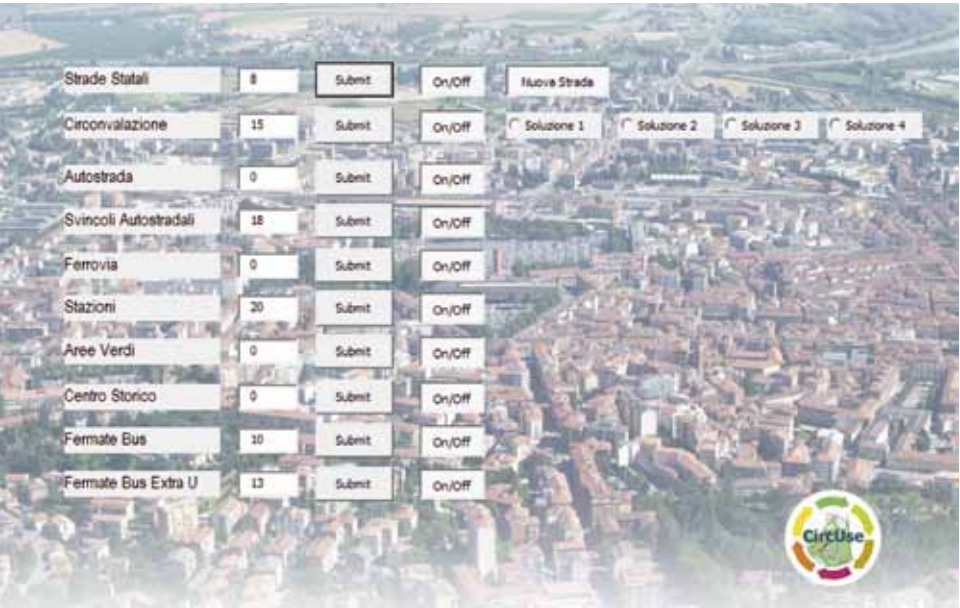 Strade Statali 8 Submit On/Off Nuova Strada
Circonvalazione 15 Submit On/Off Soluzione 1 Soluzione 2 Soluzione 3 Soluzione 4
Autostrada 0 Submit On/Off
Svincoli Autostradali 18 Submit On/Off
Ferrovia 0 Submit On/Off
Stazioni 20 Submit On/Off
Aree Verdi 0 Submit On/Off
Centro Storico 0 Submit On/Off
Fermate Bus 10 Submit On/Off
Fermate Bus Extra U 13 Submit On/Off
CircUse